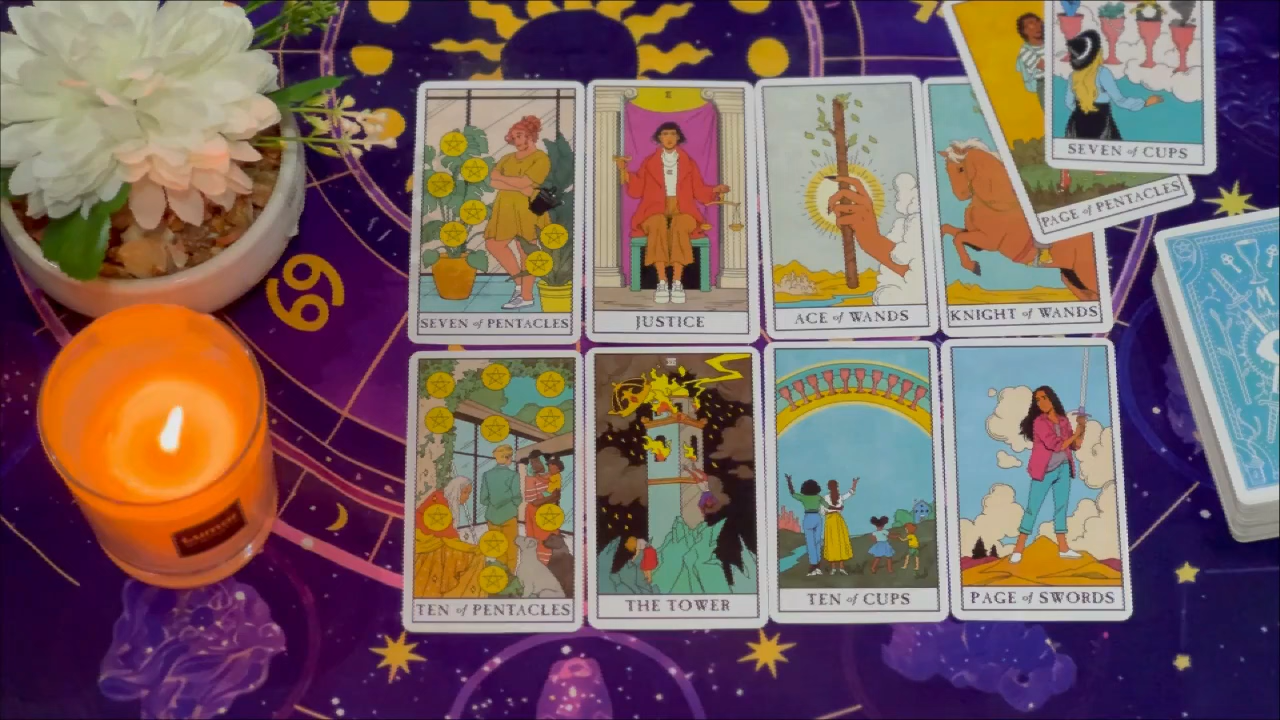 SEVEN of CUPS
PAGE of PENTACLES
SEVEN of PENTACLES
JUSTICE
ACE of WANDS
KNIGHT of WANDS
TEN of PENTACLES
THE TOWER
TEN of CUPS
PAGE of SWORDS